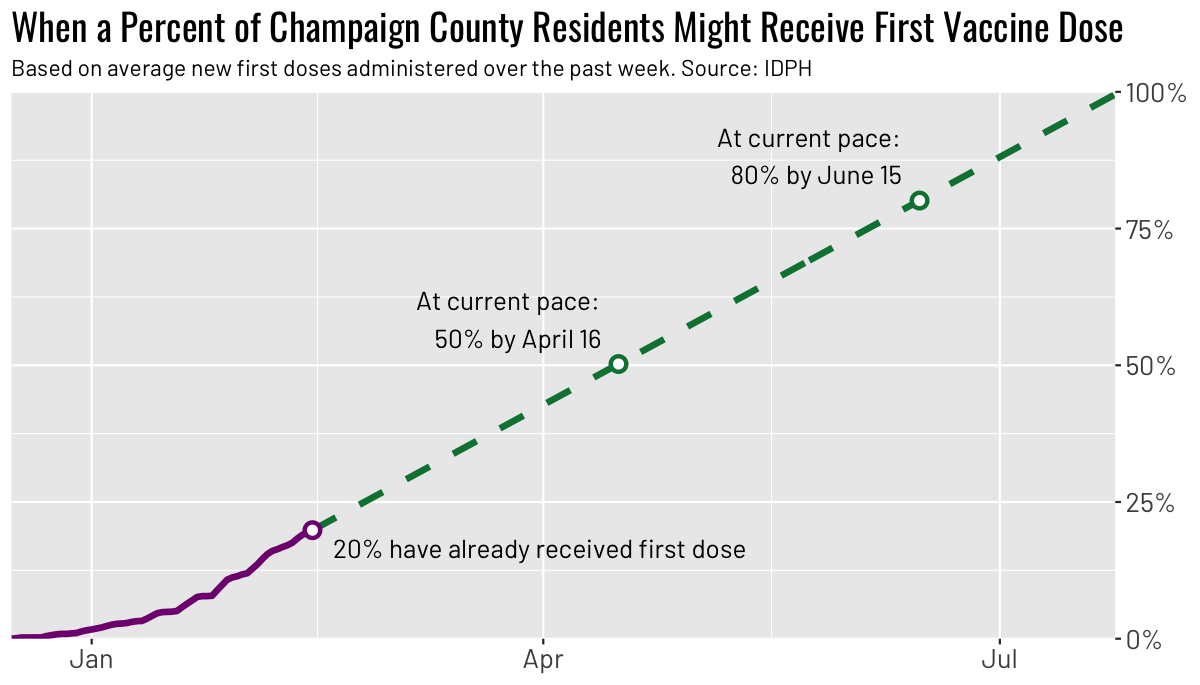 When a Percent of Champaign County Residents Might Receive First Vaccine Dose
Based on average new first doses administered over the past week. Source: IDPH
100%
At current pace:
80% by June 15
75%
At current pace:
50% by April 16
50%
25%
20% have already received first dose
0%
Jan
Apr
Jul